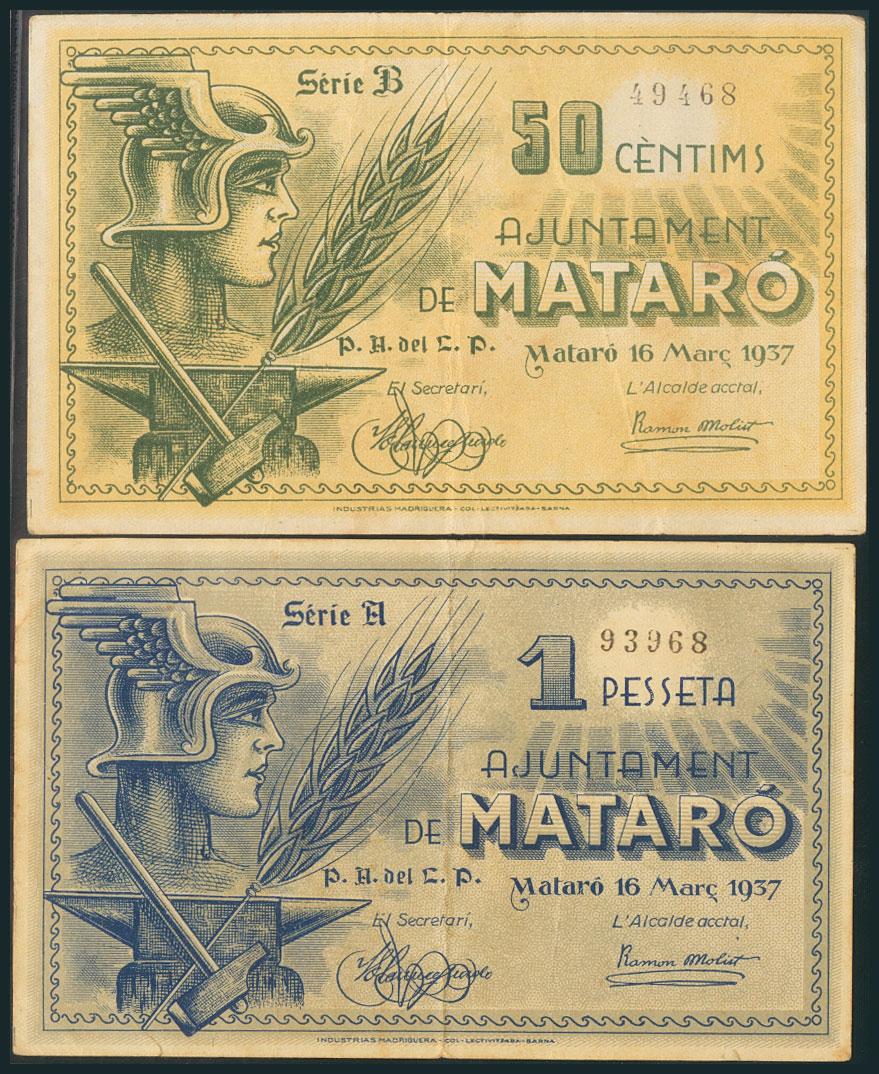 Série B
49468
50 CÈNTIMS
AJUNTAMENT
DE MATARÓ
P. A. del C. P.
Mataró 16 Març 1937
El Secretari,
L'Alcalde acctal,
Ramon Molist
INDUSTRIAS MADRIGUERA - COL·LECTIVITZADA - BARNA
Série A
93968
1 PESSETA
AJUNTAMENT
DE MATARÓ
P. A. del C. P.
Mataró 16 Març 1937
El Secretari,
L'Alcalde acctal,
Ramon Molist
INDUSTRIAS MADRIGUERA - COL·LECTIVITZADA - BARNA